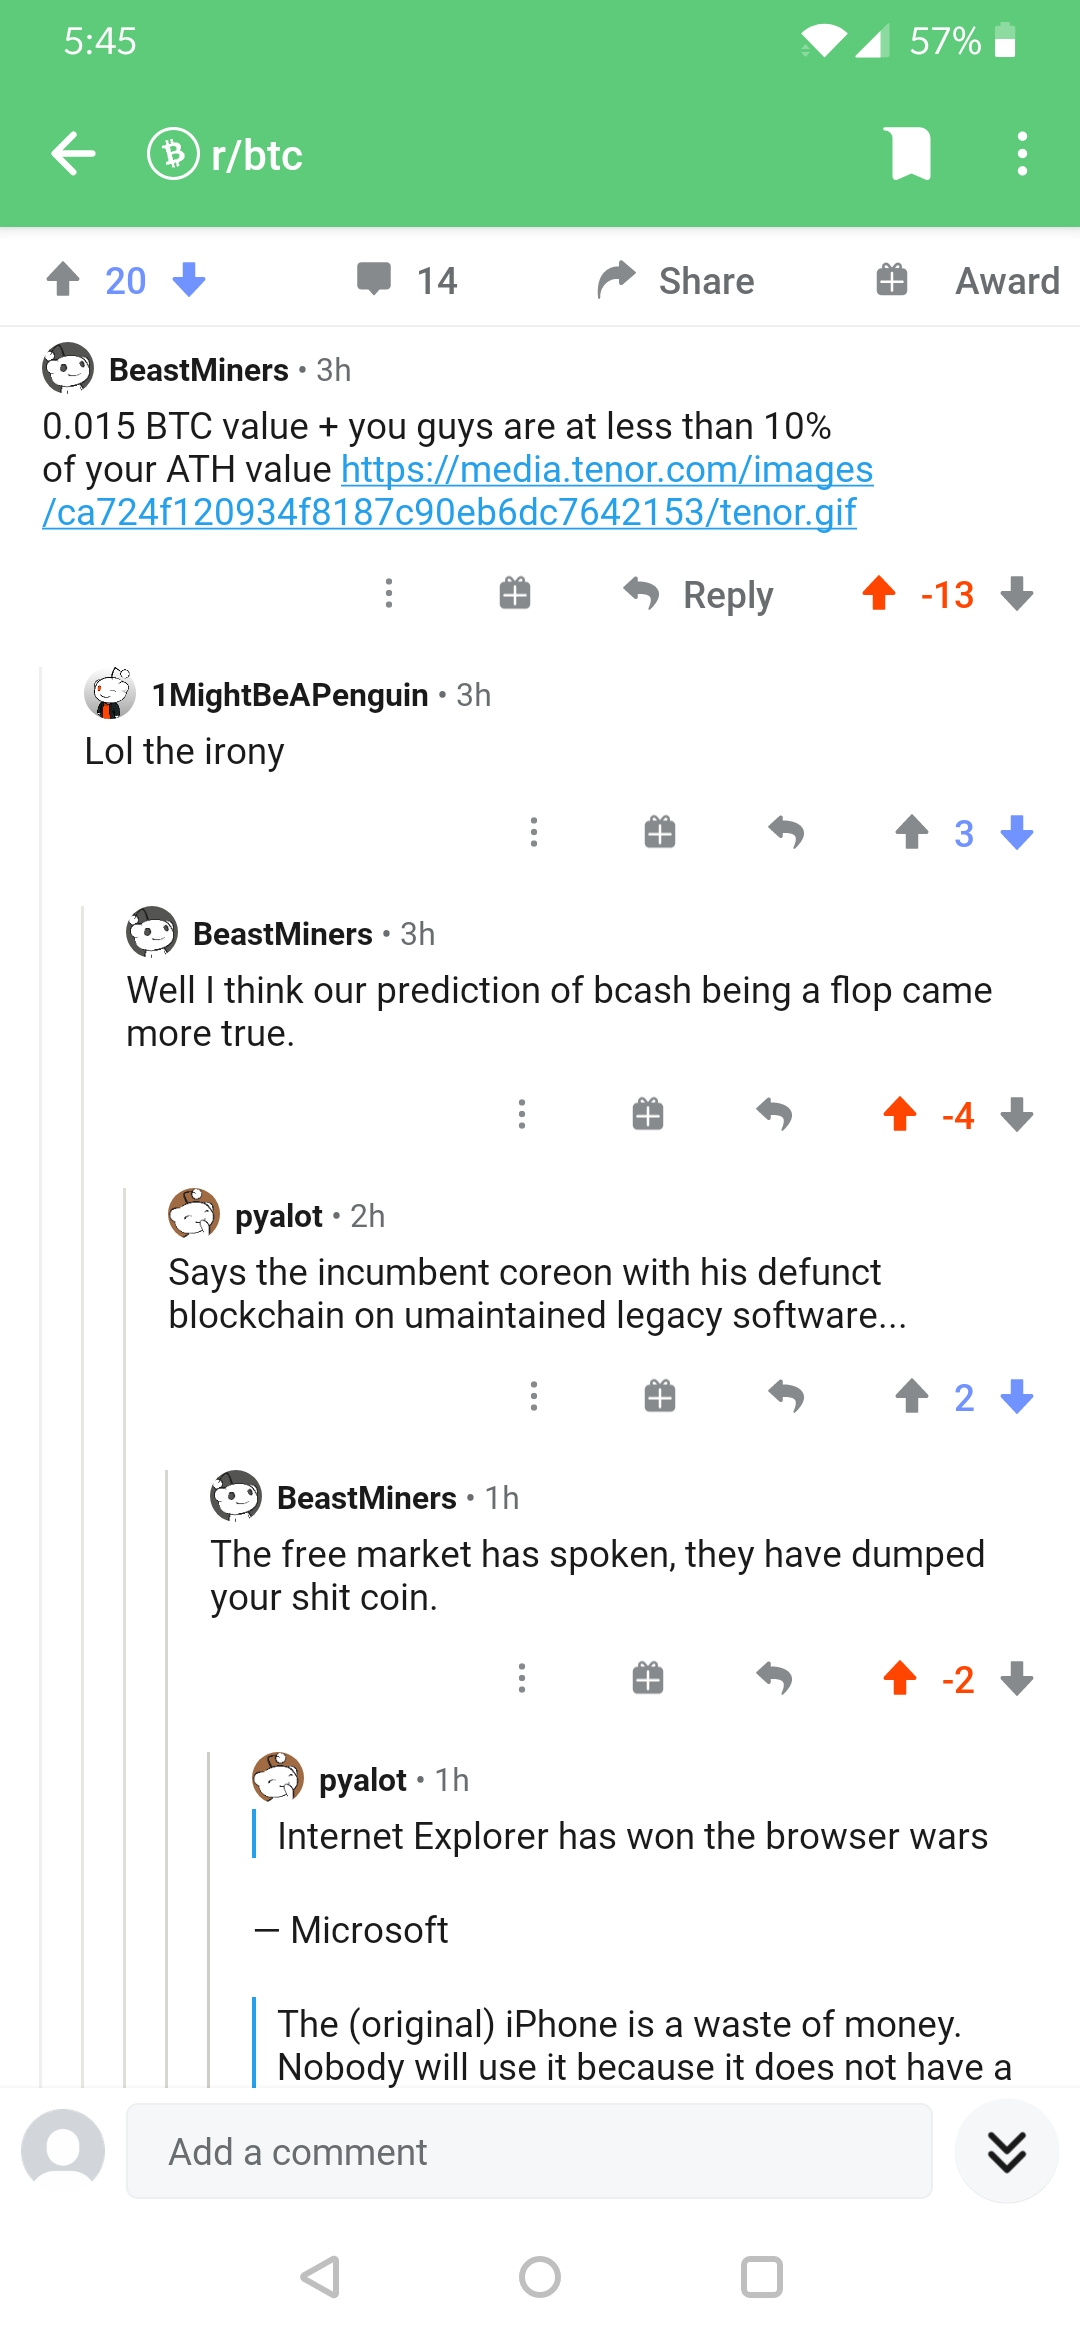 5:45
57%
r/btc
20
14
Share
Award
BeastMiners • 3h
0.015 BTC value + you guys are at less than 10%
of your ATH value https://media.tenor.com/images
/ca724f120934f8187c90eb6dc7642153/tenor.gif
Reply
-13
1MightBeAPenguin • 3h
Lol the irony
3
BeastMiners • 3h
Well I think our prediction of bcash being a flop came
more true.
-4
pyalot • 2h
Says the incumbent coreon with his defunct
blockchain on umaintained legacy software...
2
BeastMiners • 1h
The free market has spoken, they have dumped
your shit coin.
-2
pyalot • 1h
Internet Explorer has won the browser wars
— Microsoft
The (original) iPhone is a waste of money.
Nobody will use it because it does not have a
Add a comment